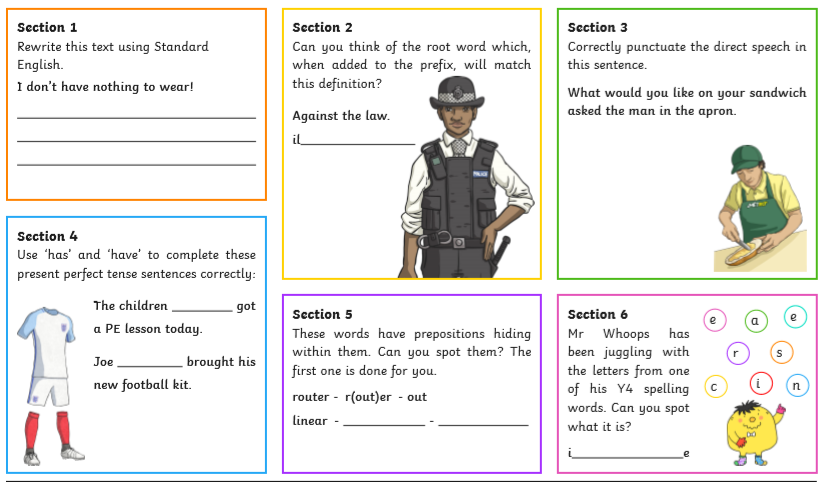 Section 1
Rewrite this text using Standard
English.
I don't have nothing to wear!
Section 2
Can you think of the root word which,
when added to the prefix, will match
this definition?
Against the law.
il_______________
POLICE
Section 3
Correctly punctuate the direct speech in
this sentence.
What would you like on your sandwich
asked the man in the apron.
Section 4
Use 'has' and 'have' to complete these
present perfect tense sentences correctly:
The children ________ got
a PE lesson today.
Joe _________ brought his
new football kit.
Section 5
These words have prepositions hiding
within them. Can you spot them? The
first one is done for you.
router - r(out)er - out
linear - ___________ - ____________
Section 6
Mr Whoops has
been juggling with
the letters from one
of his Y4 spelling
words. Can you spot
what it is?
i_______________e
e a e
r s
c i n